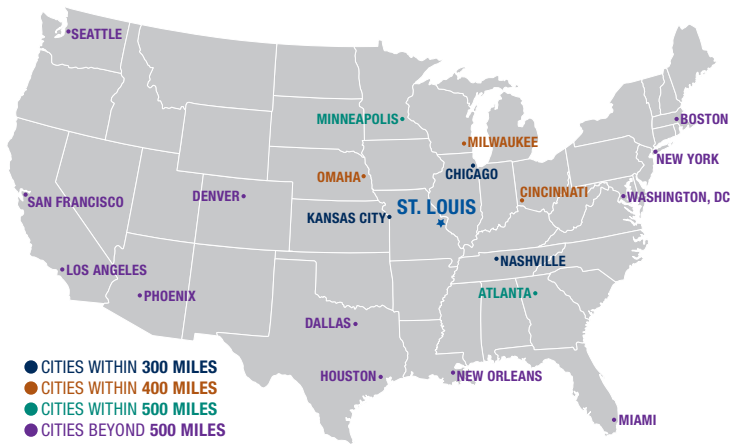 SEATTLE
MINNEAPOLIS
BOSTON
MILWAUKEE
NEW YORK
CHICAGO
OMAHA
CINCINNATI
DENVER
WASHINGTON, DC
SAN FRANCISCO
ST. LOUIS
KANSAS CITY
NASHVILLE
LOS ANGELES
ATLANTA
PHOENIX
DALLAS
CITIES WITHIN 300 MILES
HOUSTON
NEW ORLEANS
CITIES WITHIN 400 MILES
CITIES WITHIN 500 MILES
MIAMI
CITIES BEYOND 500 MILES